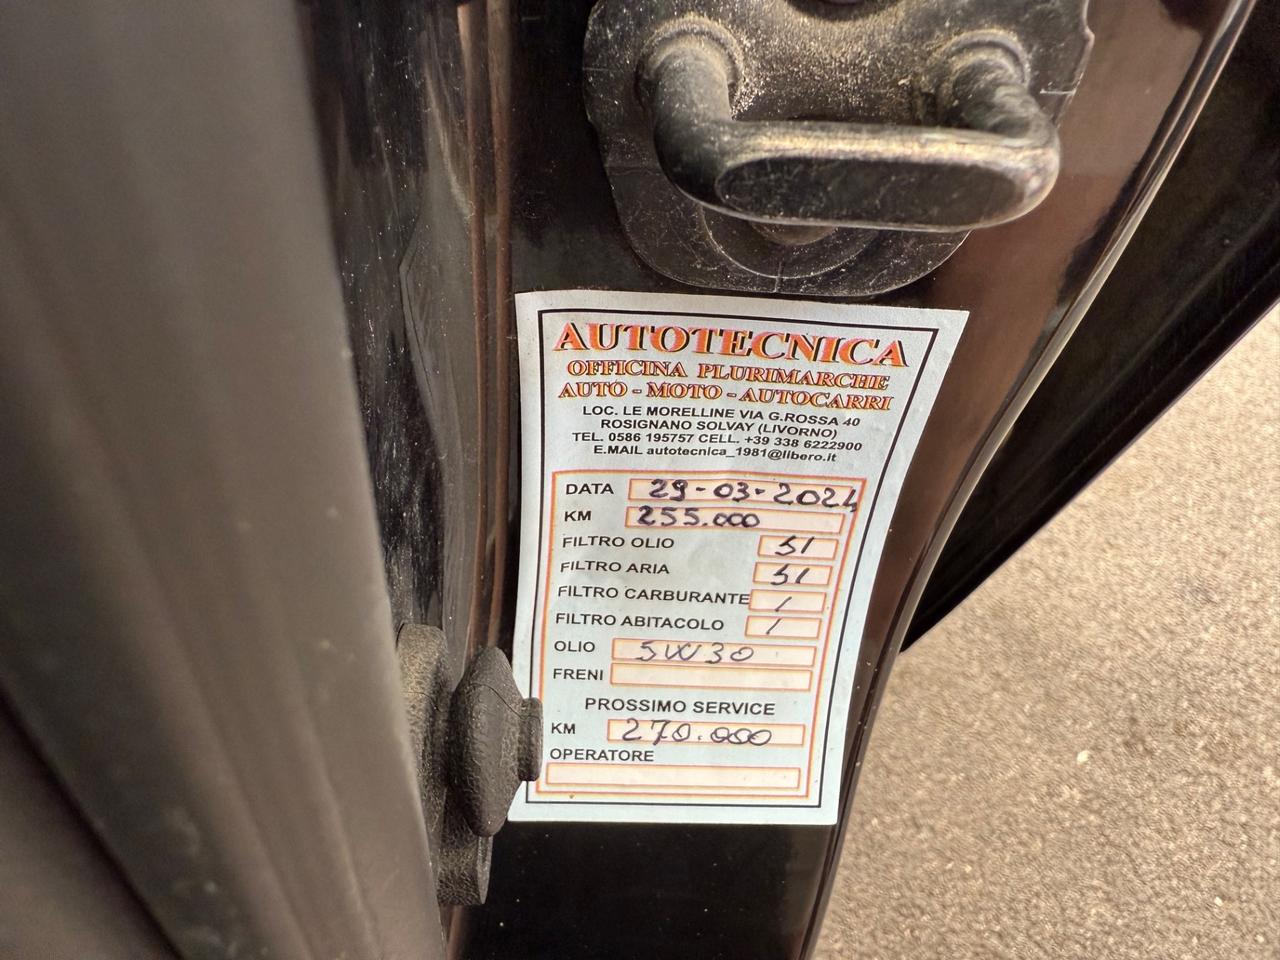 AUTOTECNICA
OFFICINA PLURIMARCHE
AUTO - MOTO - AUTOCARRI
LOC. LE MORELLINE VIA G.ROSSA 40
ROSIGNANO SOLVAY (LIVORNO)
TEL. 0586 195757 CELL. +39 338 6222900
E.MAIL autotecnica_1981@libero.it
DATA 29-03-2024
KM 255.000
FILTRO OLIO SI
FILTRO ARIA SI
FILTRO CARBURANTE /
FILTRO ABITACOLO /
OLIO 5W30
FRENI
PROSSIMO SERVICE
KM 270.000
OPERATORE